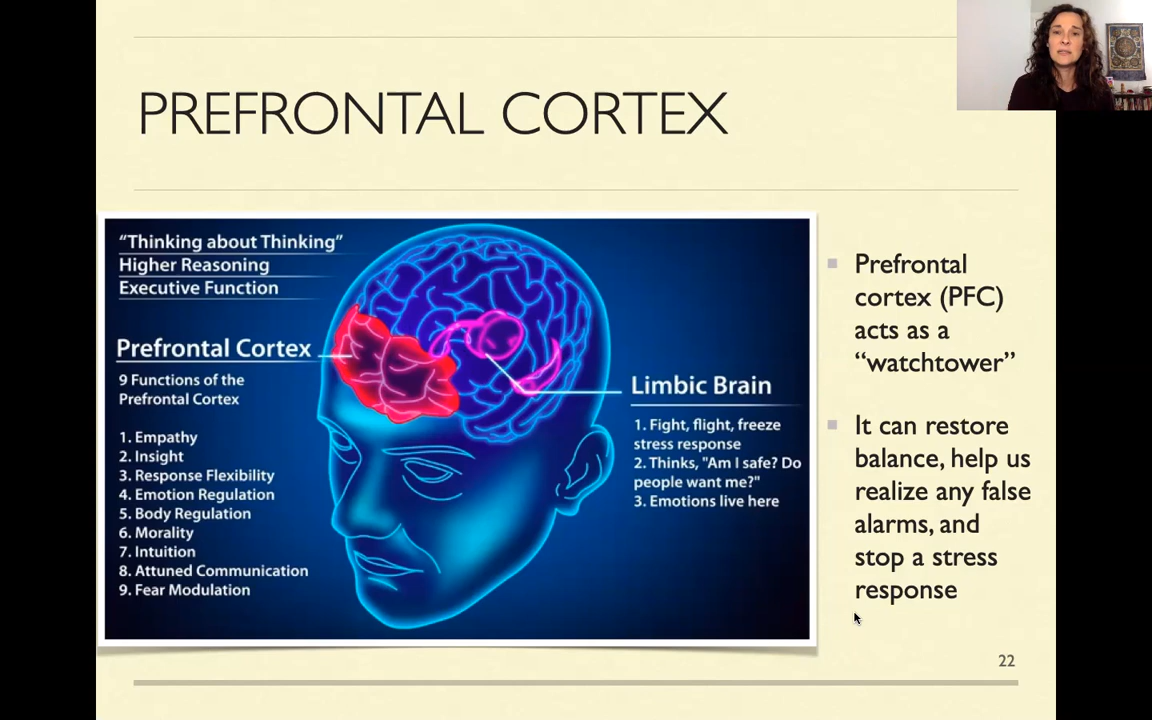 PREFRONTAL CORTEX
“Thinking about Thinking”
Higher Reasoning
Executive Function
Prefrontal Cortex
9 Functions of the
Prefrontal Cortex
1. Empathy
2. Insight
3. Response Flexibility
4. Emotion Regulation
5. Body Regulation
6. Morality
7. Intuition
8. Attuned Communication
9. Fear Modulation
Limbic Brain
1. Fight, flight, freeze
stress response
2. Thinks, "Am I safe? Do
people want me?"
3. Emotions live here
Prefrontal
cortex (PFC)
acts as a
“watchtower”
It can restore
balance, help us
realize any false
alarms, and
stop a stress
response
22